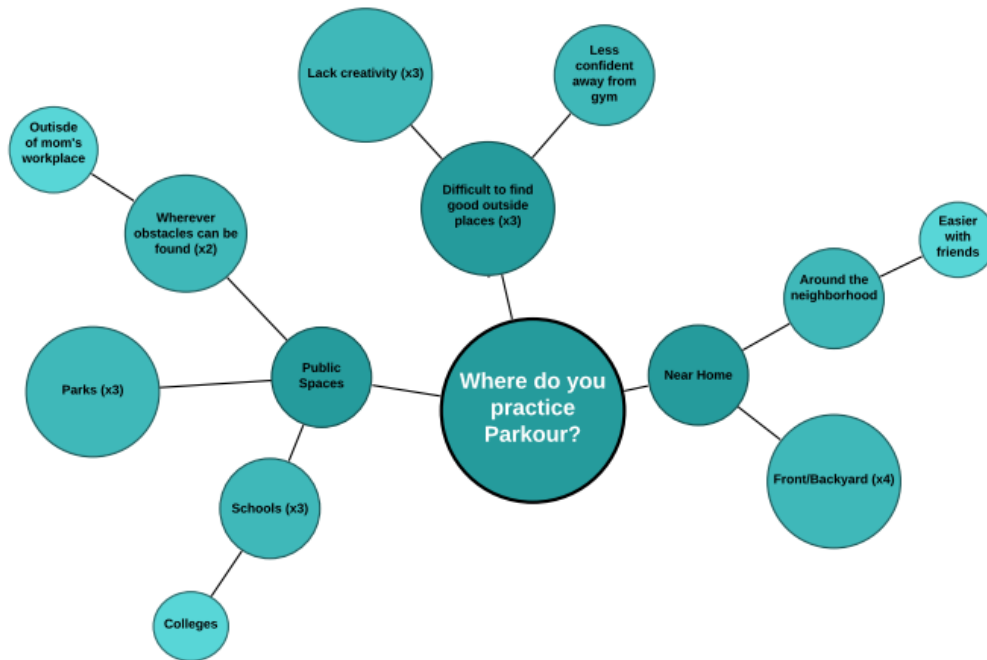 Lack creativity (x3)
Less
confident
away from
gym
Outisde
of mom's
workplace
Difficult to find
good outside
places (x3)
Wherever
obstacles can be
found (x2)
Easier
with
friends
Around the
neighborhood
Public
Spaces
Near Home
Parks (x3)
Where do you
practice
Parkour?
Front/Backyard (x4)
Schools (x3)
Colleges